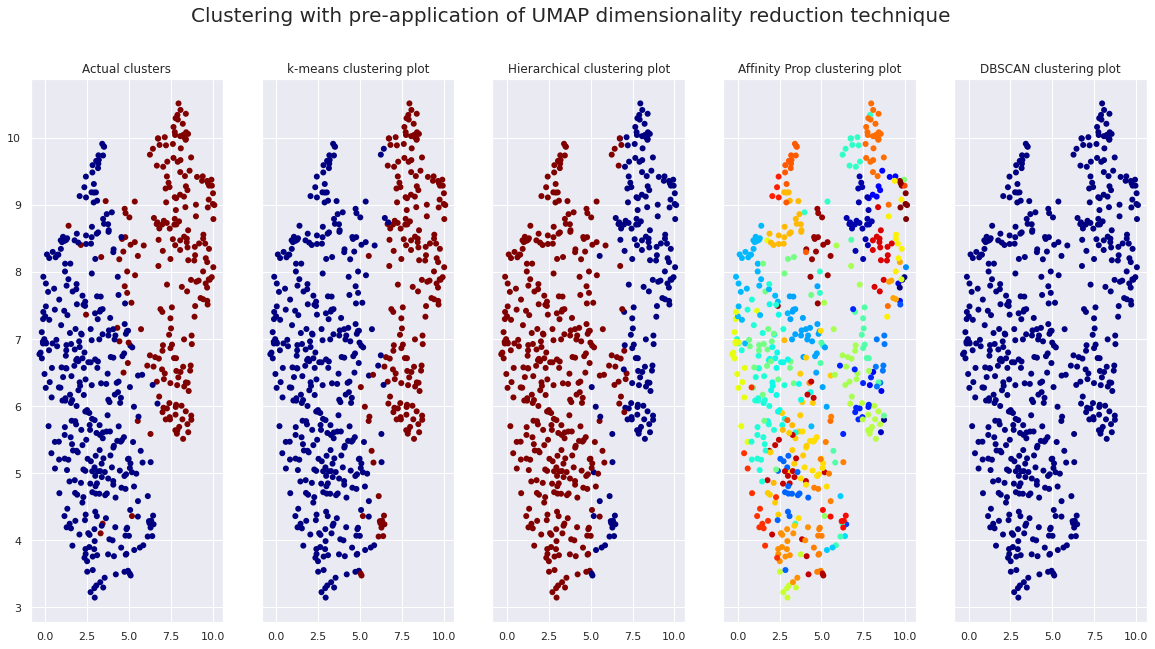 Clustering with pre-application of UMAP dimensionality reduction technique
Actual clusters
k-means clustering plot
Hierarchical clustering plot
Affinity Prop clustering plot
DBSCAN clustering plot
10
9
8
7
6
5
4
3
0.0 2.5 5.0 7.5 10.0
0.0 2.5 5.0 7.5 10.0
0.0 2.5 5.0 7.5 10.0
0.0 2.5 5.0 7.5 10.0
0.0 2.5 5.0 7.5 10.0